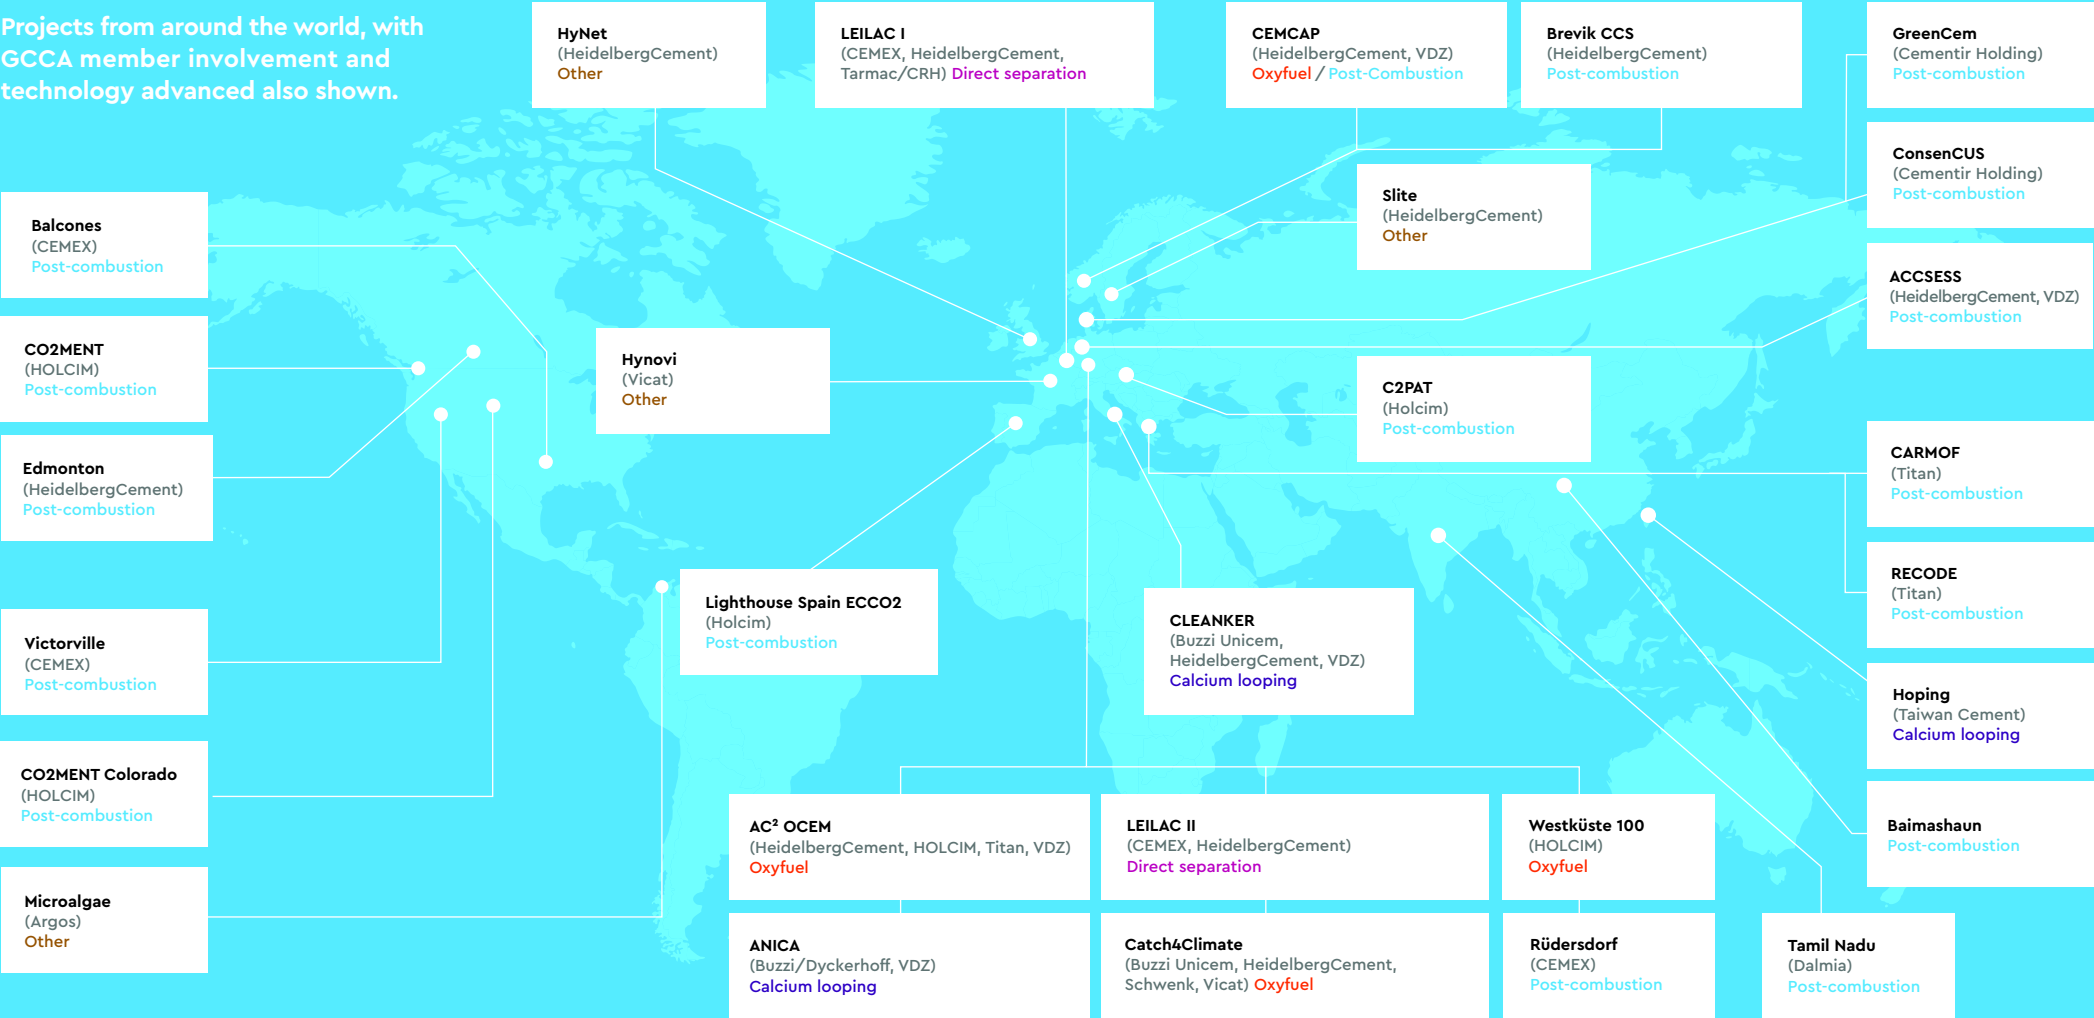 Projects from around the world, with
GCCA member involvement and
technology advanced also shown.
HyNet
(HeidelbergCement)
Other
LEILAC I
(CEMEX, HeidelbergCement,
Tarmac/CRH) Direct separation
CEMCAP
(HeidelbergCement, VDZ)
Oxyfuel / Post-Combustion
Brevik CCS
(HeidelbergCement)
Post-combustion
GreenCem
(Cementir Holding)
Post-combustion
ConsenCUS
(Cementir Holding)
Post-combustion
Slite
(HeidelbergCement)
Other
Balcones
(CEMEX)
Post-combustion
ACCSESS
(HeidelbergCement, VDZ)
Post-combustion
CO2MENT
(HOLCIM)
Post-combustion
Hynovi
(Vicat)
Other
C2PAT
(Holcim)
Post-combustion
Edmonton
(HeidelbergCement)
Post-combustion
CARMOF
(Titan)
Post-combustion
RECODE
(Titan)
Post-combustion
Lighthouse Spain ECCO2
(Holcim)
Post-combustion
CLEANKER
(Buzzi Unicem,
HeidelbergCement, VDZ)
Calcium looping
Victorville
(CEMEX)
Post-combustion
Hoping
(Taiwan Cement)
Calcium looping
CO2MENT Colorado
(HOLCIM)
Post-combustion
AC² OCEM
(HeidelbergCement, HOLCIM, Titan, VDZ)
Oxyfuel
LEILAC II
(CEMEX, HeidelbergCement)
Direct separation
Westküste 100
(HOLCIM)
Oxyfuel
Baimashaun
Post-combustion
Microalgae
(Argos)
Other
ANICA
(Buzzi/Dyckerhoff, VDZ)
Calcium looping
Catch4Climate
(Buzzi Unicem, HeidelbergCement,
Schwenk, Vicat) Oxyfuel
Rüdersdorf
(CEMEX)
Post-combustion
Tamil Nadu
(Dalmia)
Post-combustion